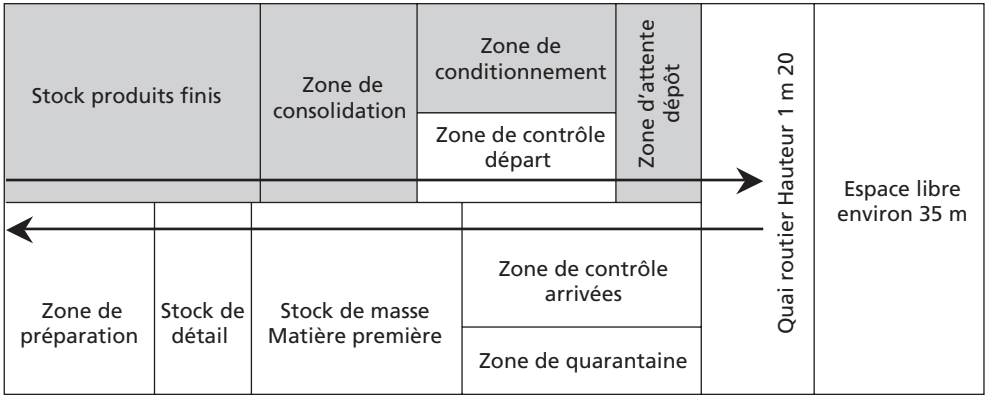 Stock produits finis
Zone de
consolidation
Zone de
conditionnement
Zone de contrôle
départ
Zone d'attente
dépôt
Quai routier Hauteur 1 m 20
Espace libre
environ 35 m
Zone de
préparation
Stock de
détail
Stock de masse
Matière première
Zone de contrôle
arrivées
Zone de quarantaine